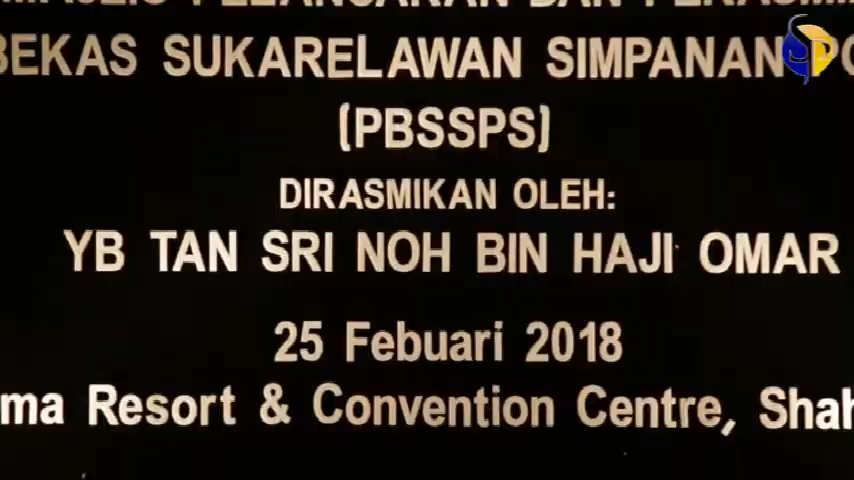 DAN
BEKAS SUKARELAWAN SIMPANAN
(PBSSPS)
DIRASMIKAN OLEH:
YB TAN SRI NOH BIN HAJI OMAR
25 Febuari 2018
Resort & Convention Centre,